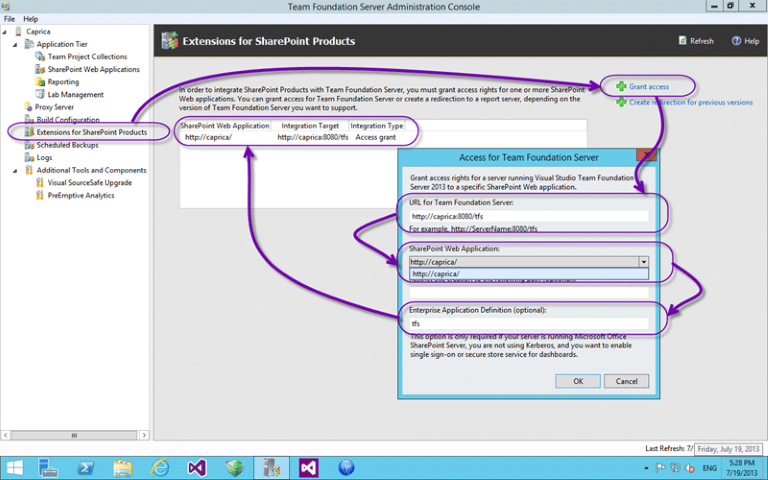 Team Foundation Server Administration Console
File Help
Caprica
Application Tier
Team Project Collections
SharePoint Web Applications
Reporting
Lab Management
Proxy Server
Build Configuration
Extensions for SharePoint Products
Scheduled Backups
Logs
Additional Tools and Components
Visual SourceSafe Upgrade
PreEmptive Analytics
Extensions for SharePoint Products
Refresh
Help
In order to integrate SharePoint Products with Team Foundation Server, you must grant access rights for one or more SharePoint
Web applications. You can grant access for Team Foundation Server or create a redirection to a report server, depending on the
version of Team Foundation Server you want to support.
Grant access
Create redirection for previous versions
SharePoint Web Application Integration Target Integration Type
http://caprica/ http://caprica:8080/tfs Access grant
Access for Team Foundation Server
Grant access rights for a server running Visual Studio Team Foundation
Server 2013 to a specific SharePoint Web application.
URL for Team Foundation Server:
http://caprica:8080/tfs
For example, http://ServerName:8080/tfs
SharePoint Web Application:
http://caprica/
http://caprica/
Enterprise Application Definition (optional):
tfs
This option is only required if your server is running Microsoft Office
SharePoint Server, you are not using Kerberos, and you want to enable
single sign-on or secure store service for dashboards.
OK Cancel
Last Refresh: 7/
Friday, July 19, 2013
ENG
5:28 PM
7/19/2013